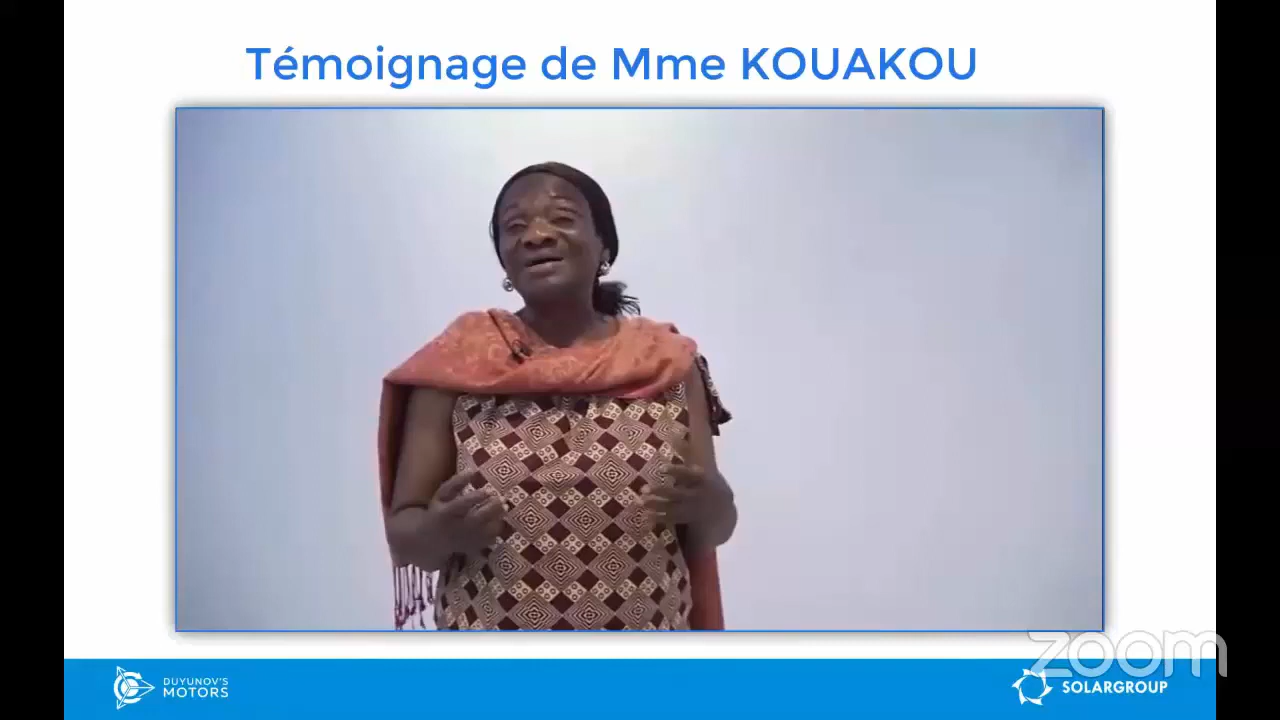 Témoignage de Mme KOUAKOU
zoom
DUYUNOV'S
MOTORS
SOLARGROUP